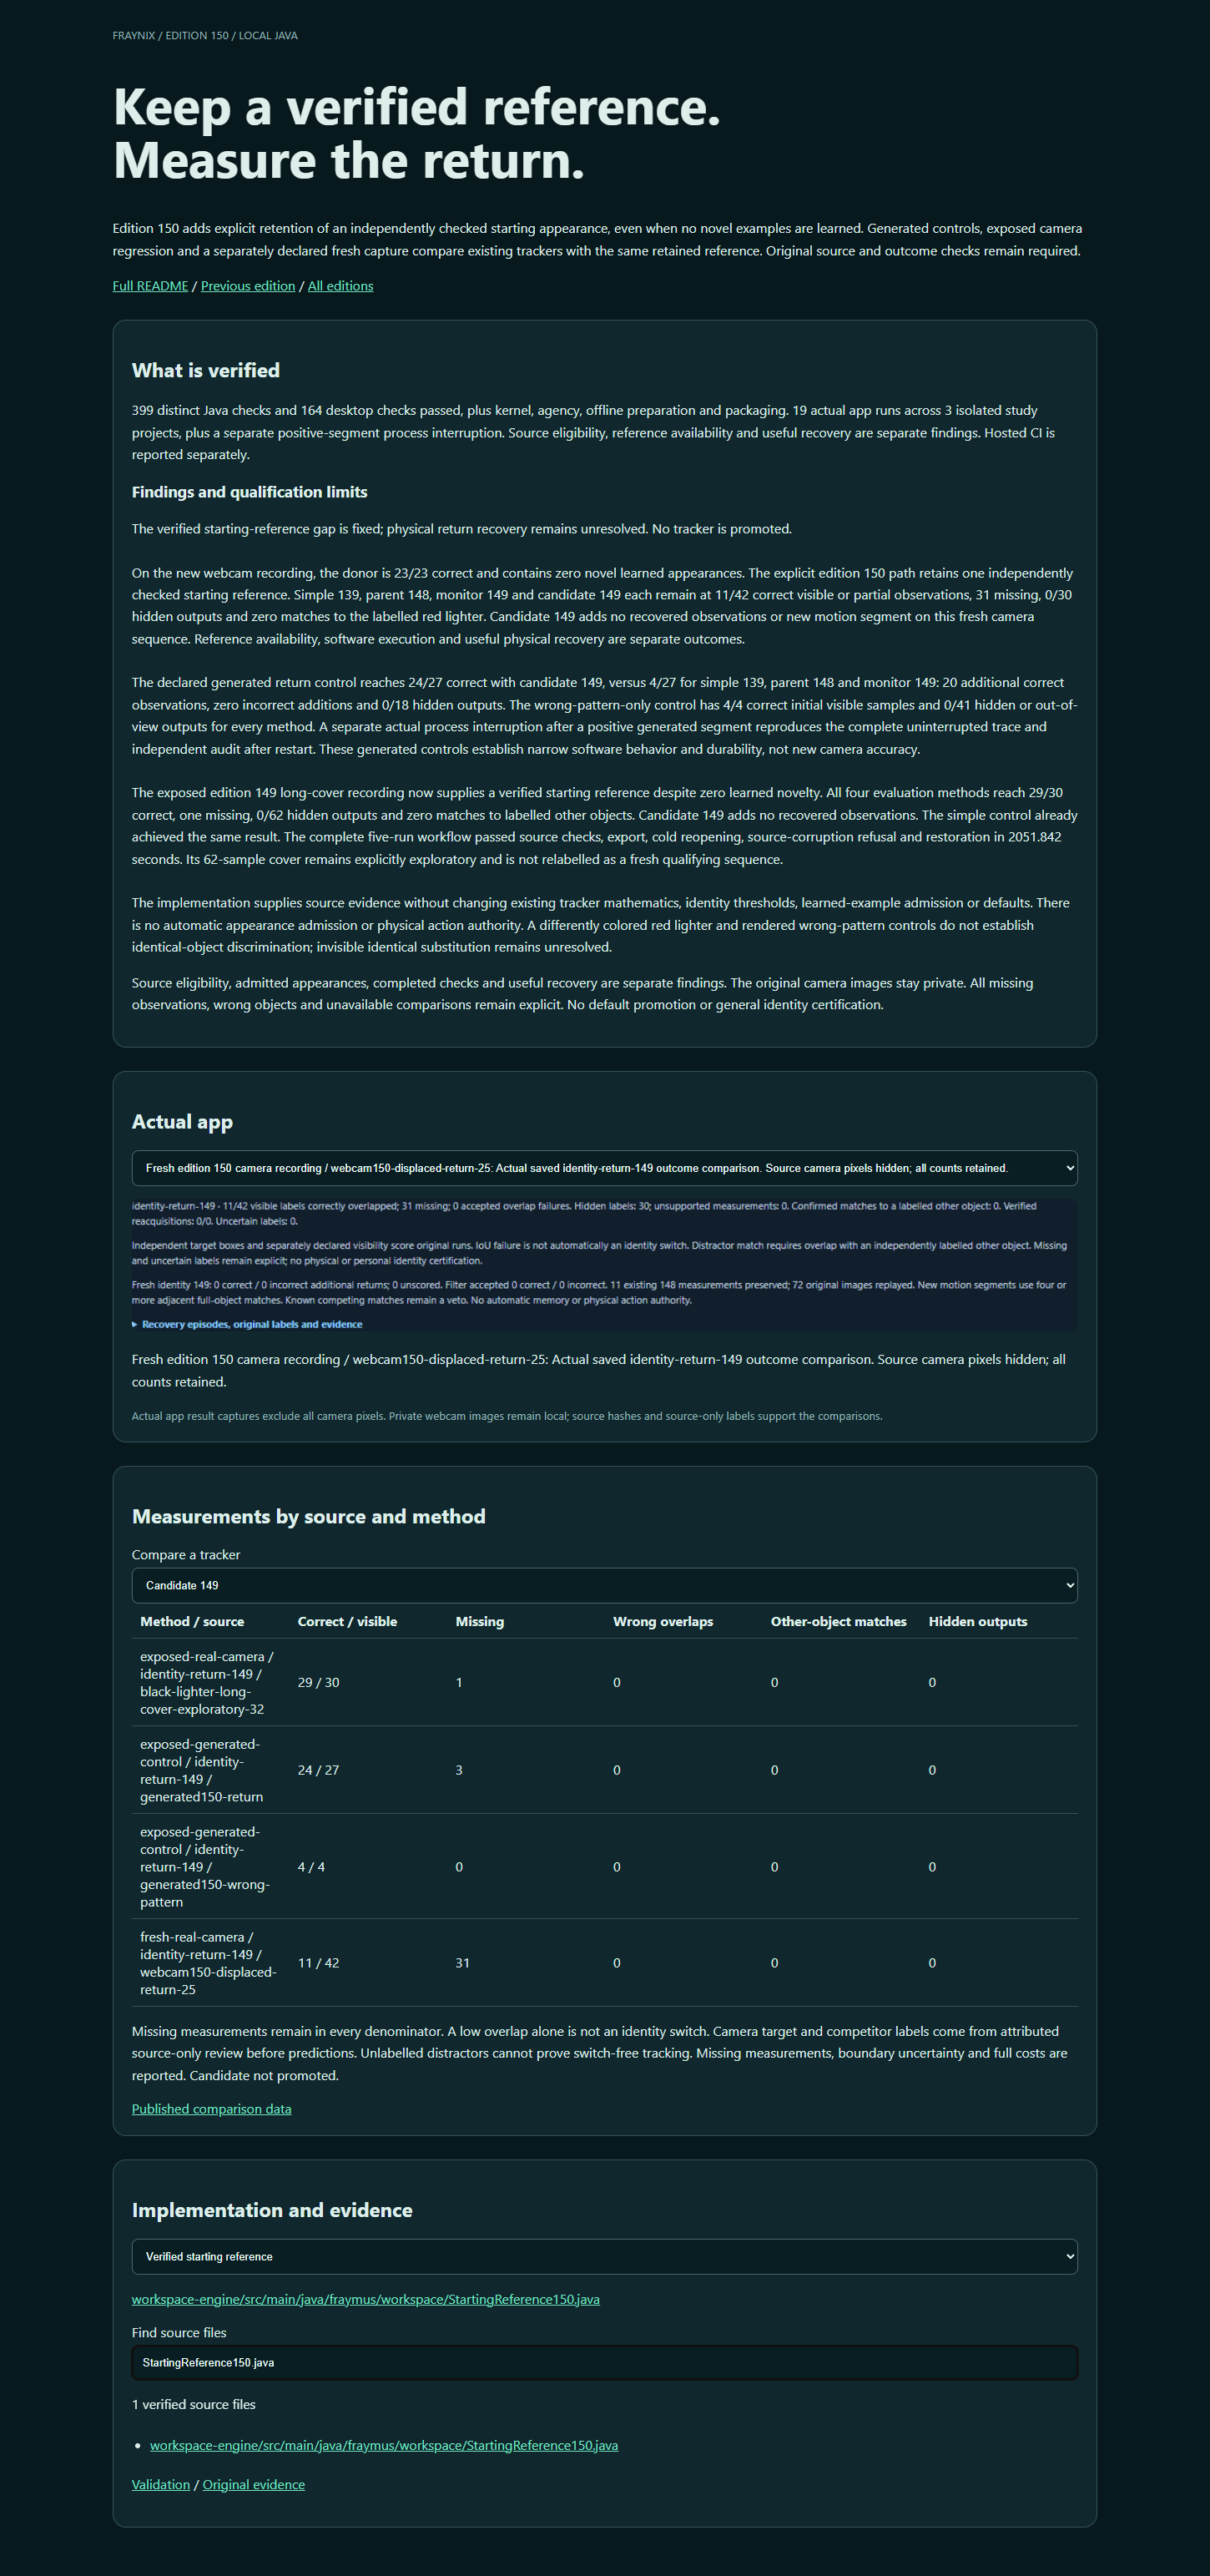 FRAYNIX / EDITION 150 / LOCAL JAVA
Keep a verified reference.
Measure the return.
Edition 150 adds explicit retention of an independently checked starting appearance, even when no novel examples are learned. Generated controls, exposed camera
regression and a separately declared fresh capture compare existing trackers with the same retained reference. Original source and outcome checks remain required.
Full README / Previous edition / All editions
What is verified
399 distinct Java checks and 164 desktop checks passed, plus kernel, agency, offline preparation and packaging. 19 actual app runs across 3 isolated study
projects, plus a separate positive-segment process interruption. Source eligibility, reference availability and useful recovery are separate findings. Hosted CI is
reported separately.
Findings and qualification limits
The verified starting-reference gap is fixed; physical return recovery remains unresolved. No tracker is promoted.
On the new webcam recording, the donor is 23/23 correct and contains zero novel learned appearances. The explicit edition 150 path retains one independently
checked starting reference. Simple 139, parent 148, monitor 149 and candidate 149 each remain at 11/42 correct visible or partial observations, 31 missing, 0/30
hidden outputs and zero matches to the labelled red lighter. Candidate 149 adds no recovered observations or new motion segment on this fresh camera
sequence. Reference availability, software execution and useful physical recovery are separate outcomes.
The declared generated return control reaches 24/27 correct with candidate 149, versus 4/27 for simple 139, parent 148 and monitor 149: 20 additional correct
observations, zero incorrect additions and 0/18 hidden outputs. The wrong-pattern-only control has 4/4 correct initial visible samples and 0/41 hidden or out-of-
view outputs for every method. A separate actual process interruption after a positive generated segment reproduces the complete uninterrupted trace and
independent audit after restart. These generated controls establish narrow software behavior and durability, not new camera accuracy.
The exposed edition 149 long-cover recording now supplies a verified starting reference despite zero learned novelty. All four evaluation methods reach 29/30
correct, one missing, 0/62 hidden outputs and zero matches to labelled other objects. Candidate 149 adds no recovered observations. The simple control already
achieved the same result. The complete five-run workflow passed source checks, export, cold reopening, source-corruption refusal and restoration in 2051.842
seconds. Its 62-sample cover remains explicitly exploratory and is not relabelled as a fresh qualifying sequence.
The implementation supplies source evidence without changing existing tracker mathematics, identity thresholds, learned-example admission or defaults. There
is no automatic appearance admission or physical action authority. A differently colored red lighter and rendered wrong-pattern controls do not establish
identical-object discrimination; invisible identical substitution remains unresolved.
Source eligibility, admitted appearances, completed checks and useful recovery are separate findings. The original camera images stay private. All missing
observations, wrong objects and unavailable comparisons remain explicit. No default promotion or general identity certification.
Actual app
Fresh edition 150 camera recording / webcam150-displaced-return-25: Actual saved identity-return-149 outcome comparison. Source camera pixels hidden; all counts retained.
identity-return-149 · 11/42 visible labels correctly overlapped; 31 missing; 0 accepted overlap failures. Hidden labels: 30; unsupported measurements: 0. Confirmed matches to a labelled other object: 0. Verified
reacquisitions: 0/0. Uncertain labels: 0.
Independent target boxes and separately declared visibility score original runs. IoU failure is not automatically an identity switch. Distractor match requires overlap with an independently labelled other object. Missing
and uncertain labels remain explicit; no physical or personal identity certification.
Fresh identity 149: 0 correct / 0 incorrect additional returns; 0 unscored. Filter accepted 0 correct / 0 incorrect. 11 existing 148 measurements preserved; 72 original images replayed. New motion segments use four or
more adjacent full-object matches. Known competing matches remain a veto. No automatic memory or physical action authority.
Recovery episodes, original labels and evidence
Fresh edition 150 camera recording / webcam150-displaced-return-25: Actual saved identity-return-149 outcome comparison. Source camera pixels hidden; all
counts retained.
Actual app result captures exclude all camera pixels. Private webcam images remain local; source hashes and source-only labels support the comparisons.
Measurements by source and method
Compare a tracker
Candidate 149
Method / source Correct / visible Missing Wrong overlaps Other-object matches Hidden outputs
exposed-real-camera /
identity-return-149 /
black-lighter-long-
cover-exploratory-32
29 / 30 1 0 0 0
exposed-generated-
control / identity-
return-149 /
generated150-return
24 / 27 3 0 0 0
exposed-generated-
control / identity-
return-149 /
generated150-wrong-
pattern
4 / 4 0 0 0 0
fresh-real-camera /
identity-return-149 /
webcam150-displaced-
return-25
11 / 42 31 0 0 0
Missing measurements remain in every denominator. A low overlap alone is not an identity switch. Camera target and competitor labels come from attributed
source-only review before predictions. Unlabelled distractors cannot prove switch-free tracking. Missing measurements, boundary uncertainty and full costs are
reported. Candidate not promoted.
Published comparison data
Implementation and evidence
Verified starting reference
workspace-engine/src/main/java/fraymus/workspace/StartingReference150.java
Find source files
StartingReference150.java
1 verified source files
workspace-engine/src/main/java/fraymus/workspace/StartingReference150.java
Validation / Original evidence